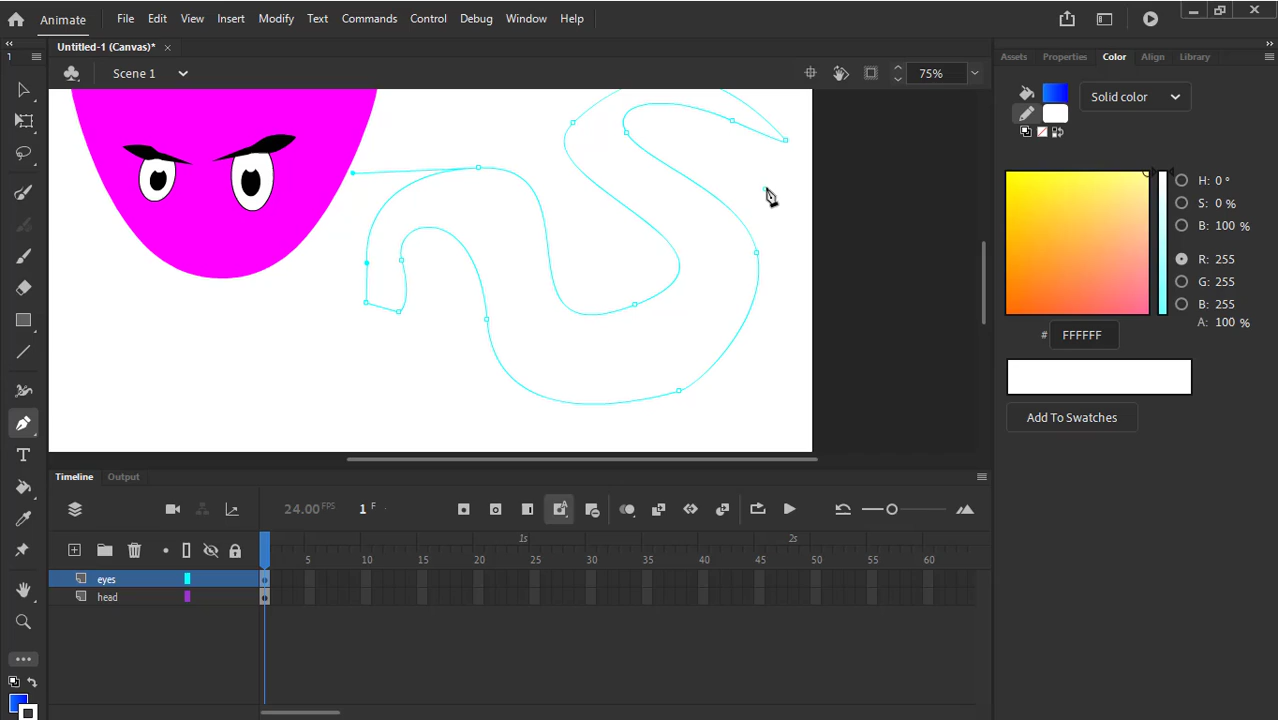 Animate File Edit View Insert Modify Text Commands Control Debug Window Help
Untitled-1 (Canvas)* × Assets Properties Color Align Library
1
Scene 1 75% Solid color
H: 0 °
S: 0 %
B: 100 %
R: 255
G: 255
B: 255
A: 100 %
# FFFFFF
Add To Swatches
Timeline Output
24.00 FPS 1 F
1s 2s
5 10 15 20 25 30 35 40 45 50 55 60
eyes
head